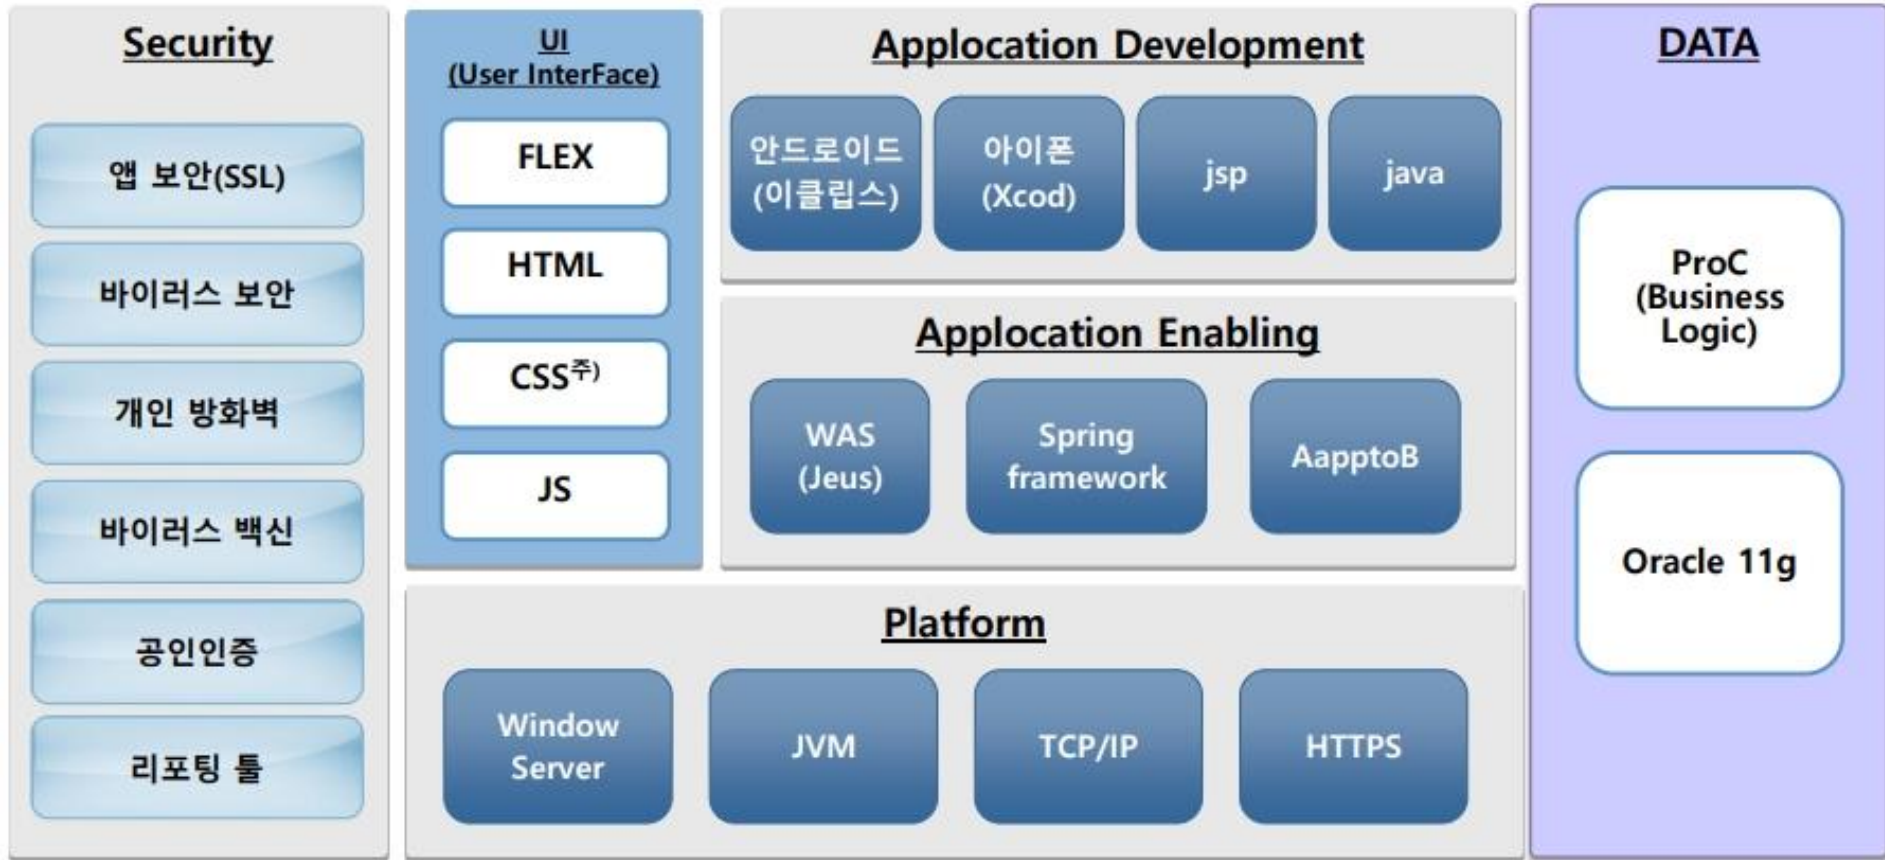 Security
앱 보안(SSL)
바이러스 보안
개인 방화벽
바이러스 백신
공인인증
리포팅 툴
UI
(User InterFace)
FLEX
HTML
CSS주)
JS
Applocation Development
안드로이드
(이클립스)
아이폰
(Xcod)
jsp
java
Applocation Enabling
WAS
(Jeus)
Spring
framework
AapptoB
Platform
Window
Server
JVM
TCP/IP
HTTPS
DATA
ProC
(Business
Logic)
Oracle 11g